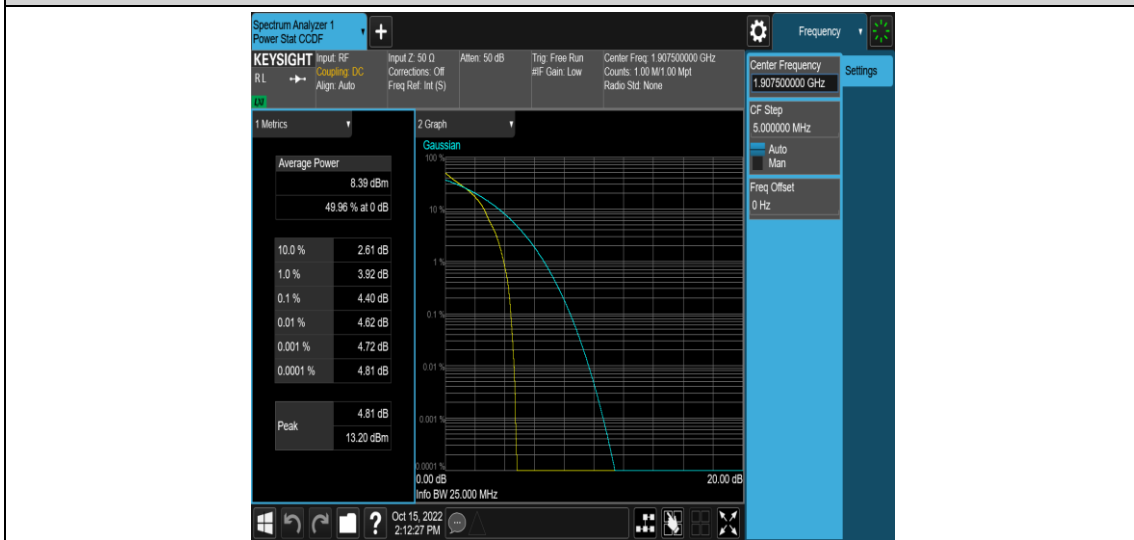 Spectrum Analyzer 1
Power Stat CCDF
+
Frequency
KEYSIGHT
RL
LXI
Input: RF
Coupling: DC
Align: Auto
Input Z: 50 Ω
Corrections: Off
Freq Ref: Int (S)
Atten: 50 dB
Trig: Free Run
#IF Gain: Low
Center Freq: 1.907500000 GHz
Counts: 1.00 M/1.00 Mpt
Radio Std: None
Center Frequency
1.907500000 GHz
Settings
CF Step
5.000000 MHz
Auto
Man
Freq Offset
0 Hz
1 Metrics
Average Power
8.39 dBm
49.96 % at 0 dB
10.0 % 2.61 dB
1.0 % 3.92 dB
0.1 % 4.40 dB
0.01 % 4.62 dB
0.001 % 4.72 dB
0.0001 % 4.81 dB
Peak
4.81 dB
13.20 dBm
2 Graph
Gaussian
100 %
10 %
1 %
0.1 %
0.01 %
0.001 %
0.0001 %
0.00 dB 20.00 dB
Info BW 25.000 MHz
?
Oct 15, 2022
2:12:27 PM